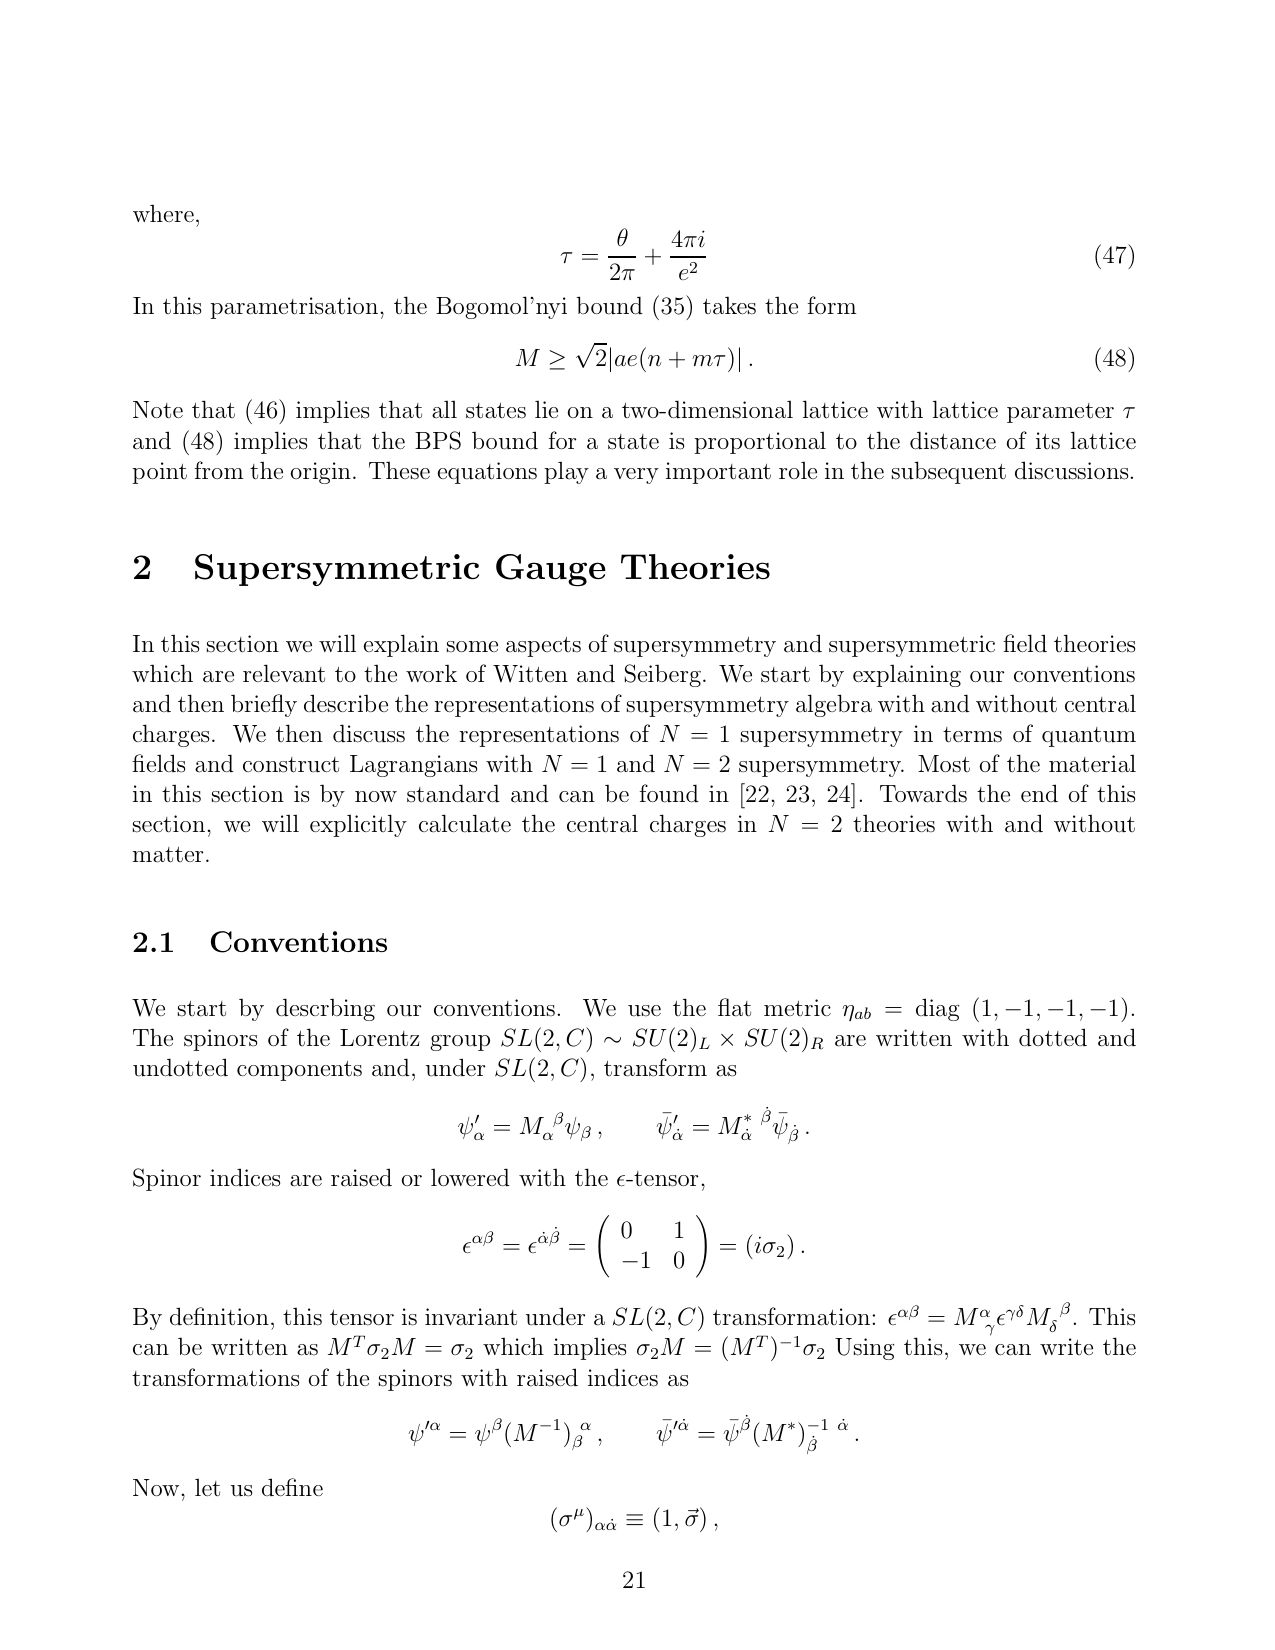 where,
τ = θ/2π + 4πi/e² (47)
In this parametrisation, the Bogomol'nyi bound (35) takes the form
M ≥ √2|ae(n + mτ)| . (48)
Note that (46) implies that all states lie on a two-dimensional lattice with lattice parameter τ
and (48) implies that the BPS bound for a state is proportional to the distance of its lattice
point from the origin. These equations play a very important role in the subsequent discussions.
2 Supersymmetric Gauge Theories
In this section we will explain some aspects of supersymmetry and supersymmetric field theories
which are relevant to the work of Witten and Seiberg. We start by explaining our conventions
and then briefly describe the representations of supersymmetry algebra with and without central
charges. We then discuss the representations of N = 1 supersymmetry in terms of quantum
fields and construct Lagrangians with N = 1 and N = 2 supersymmetry. Most of the material
in this section is by now standard and can be found in [22, 23, 24]. Towards the end of this
section, we will explicitly calculate the central charges in N = 2 theories with and without
matter.
2.1 Conventions
We start by descrbing our conventions. We use the flat metric η_{ab} = diag (1, −1, −1, −1).
The spinors of the Lorentz group SL(2, C) ∼ SU(2)_L × SU(2)_R are written with dotted and
undotted components and, under SL(2, C), transform as
ψ′_α = M_α^β ψ_β , ψ̄′_α̇ = M*_α̇^β̇ ψ̄_β̇ .
Spinor indices are raised or lowered with the ϵ-tensor,
ϵ^{αβ} = ϵ^{α̇β̇} = ( 0 1 ; −1 0 ) = (iσ₂) .
By definition, this tensor is invariant under a SL(2, C) transformation: ϵ^{αβ} = M^α_γ ϵ^{γδ} M_δ^β. This
can be written as M^T σ₂M = σ₂ which implies σ₂M = (M^T)^{−1}σ₂ Using this, we can write the
transformations of the spinors with raised indices as
ψ′^α = ψ^β (M^{−1})_β^α , ψ̄′^α̇ = ψ̄^β̇ (M*)^{−1}_β̇^α̇ .
Now, let us define
(σ^μ)_{αα̇} ≡ (1, σ⃗) ,
21